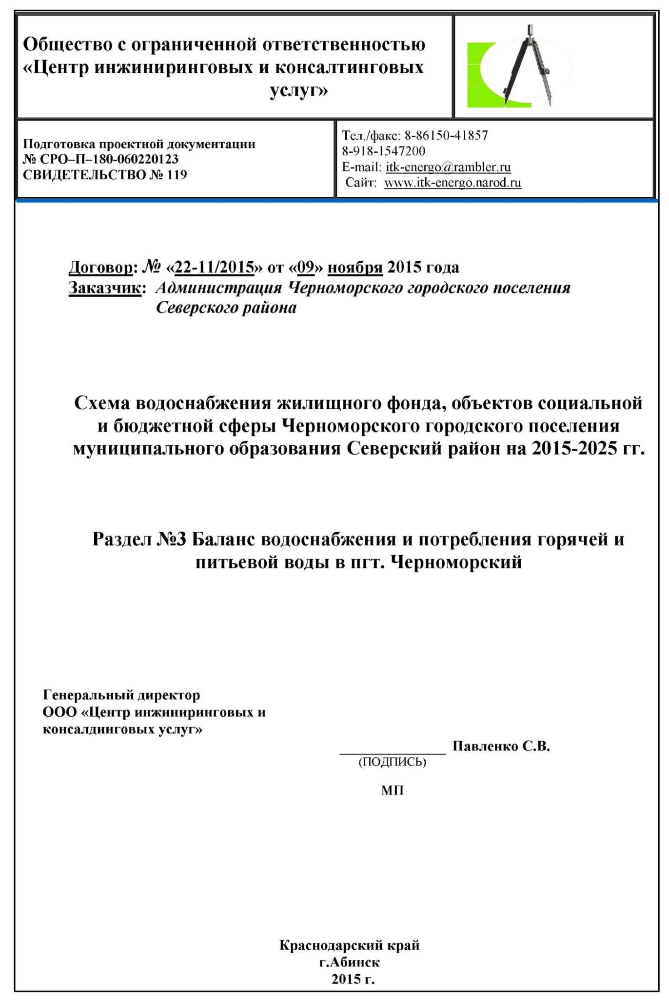 Общество с ограниченной ответственностью
«Центр инжиниринговых и консалтинговых
услуг»
Подготовка проектной документации
№ СРО–П–180-060220123
СВИДЕТЕЛЬСТВО № 119
Тел./факс: 8-86150-41857
8-918-1547200
E-mail: itk-energo@rambler.ru
Сайт: www.itk-energo.narod.ru
Договор: № «22-11/2015» от «09» ноября 2015 года
Заказчик: Администрация Черноморского городского поселения
Северского района
Схема водоснабжения жилищного фонда, объектов социальной
и бюджетной сферы Черноморского городского поселения
муниципального образования Северский район на 2015-2025 гг.
Раздел №3 Баланс водоснабжения и потребления горячей и
питьевой воды в пгт. Черноморский
Генеральный директор
ООО «Центр инжиниринговых и
консалдинговых услуг»
Павленко С.В.
(ПОДПИСЬ)
МП
Краснодарский край
г.Абинск
2015 г.